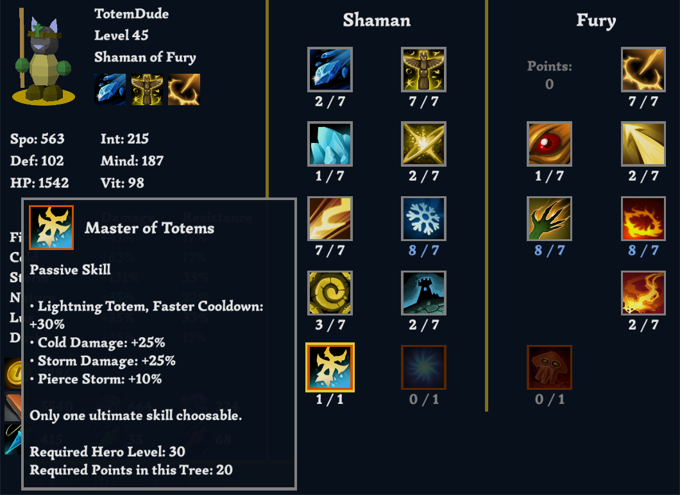 TotemDude
Level 45
Shaman of Fury
Spo: 563 Int: 215
Def: 102 Mind: 187
HP: 1542 Vit: 98
Master of Totems
Passive Skill
• Lightning Totem, Faster Cooldown:
+30%
• Cold Damage: +25%
• Storm Damage: +25%
• Pierce Storm: +10%
Only one ultimate skill choosable.
Required Hero Level: 30
Required Points in this Tree: 20
Shaman
2 / 7 7 / 7
1 / 7 2 / 7
7 / 7 8 / 7
3 / 7 2 / 7
1 / 1 0 / 1
Fury
Points:
0
7 / 7
1 / 7 2 / 7
8 / 7 8 / 7
2 / 7
0 / 1